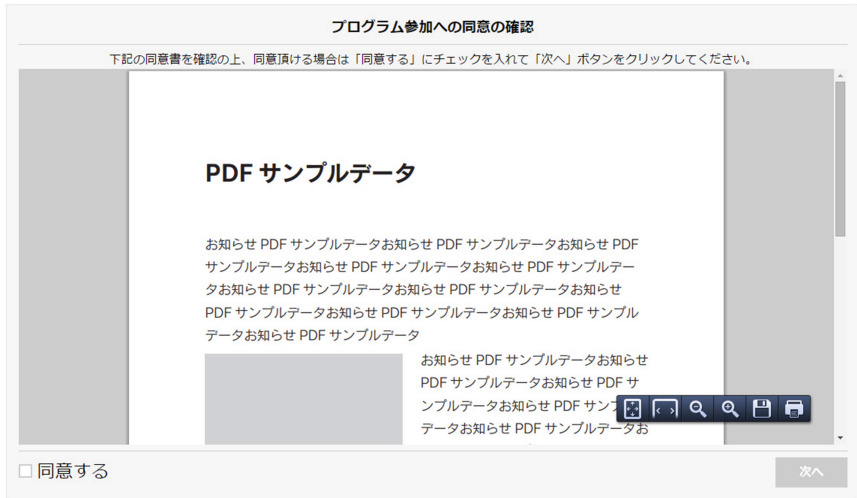 プログラム参加への同意の確認
下記の同意書を確認の上、同意頂ける場合は「同意する」にチェックを入れて「次へ」ボタンをクリックしてください。
PDF サンプルデータ
お知らせ PDF サンプルデータお知らせ PDF サンプルデータお知らせ PDF
サンプルデータお知らせ PDF サンプルデータお知らせ PDF サンプルデー
タお知らせ PDF サンプルデータお知らせ PDF サンプルデータお知らせ
PDF サンプルデータお知らせ PDF サンプルデータお知らせ PDF サンプル
データお知らせ PDF サンプルデータ
お知らせ PDF サンプルデータお知らせ
PDF サンプルデータお知らせ PDF サ
ンプルデータお知らせ PDF サン
データお知らせ PDF サンプルデータお
同意する
次へ